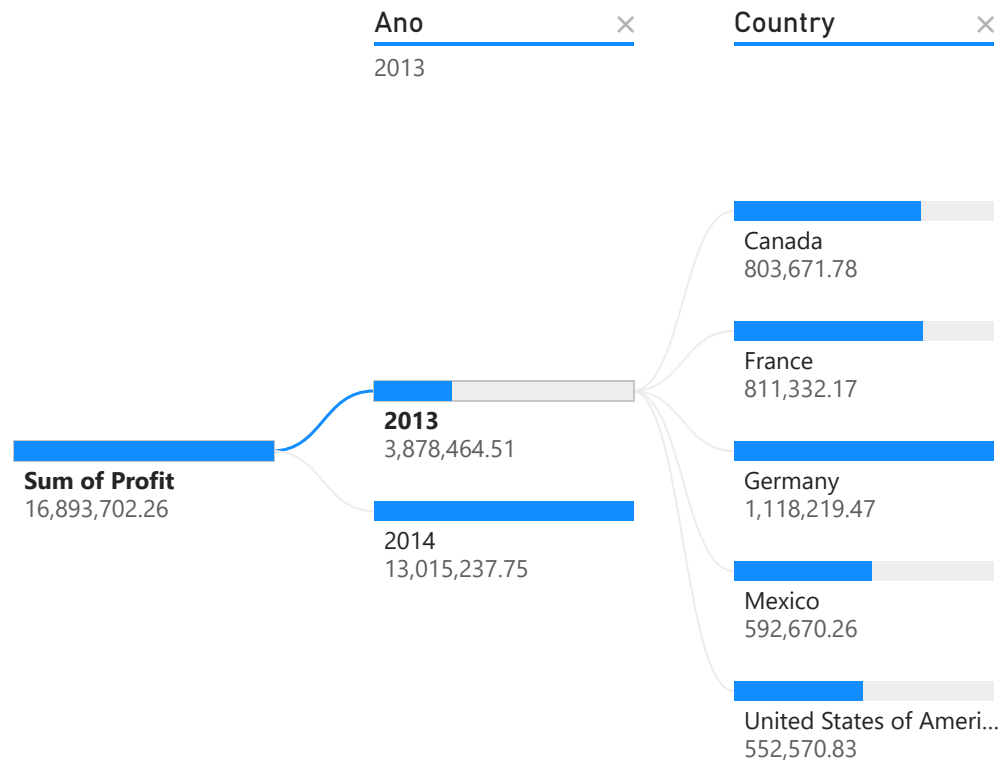 Ano
2013
Country
Sum of Profit
16,893,702.26
2013
3,878,464.51
2014
13,015,237.75
Canada
803,671.78
France
811,332.17
Germany
1,118,219.47
Mexico
592,670.26
United States of Ameri...
552,570.83